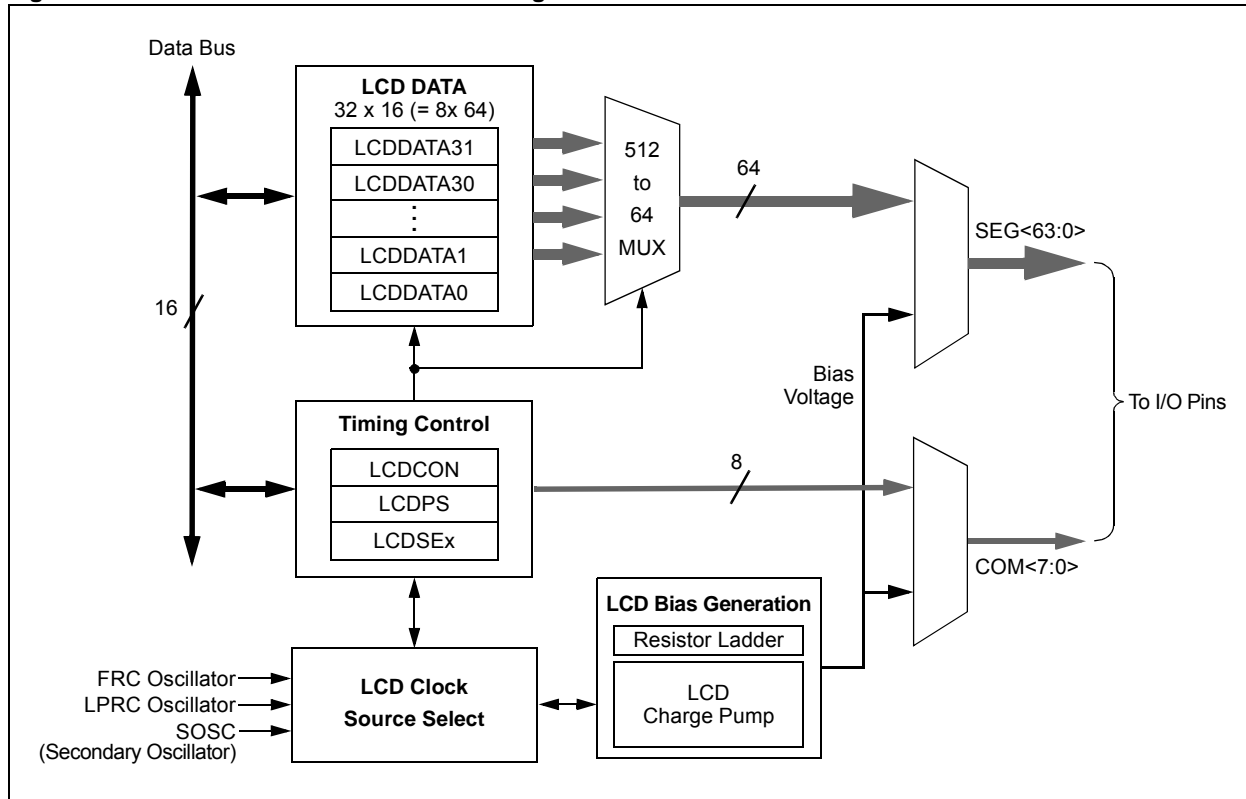 Data Bus
LCD DATA
32 x 16 (= 8x 64)
LCDDATA31
LCDDATA30
LCDDATA1
LCDDATA0
512
to
64
MUX
64
SEG<63:0>
16
Bias
Voltage
To I/O Pins
Timing Control
LCDCON
LCDPS
LCDSEx
8
COM<7:0>
LCD Bias Generation
Resistor Ladder
LCD
Charge Pump
FRC Oscillator
LPRC Oscillator
SOSC
(Secondary Oscillator)
LCD Clock
Source Select